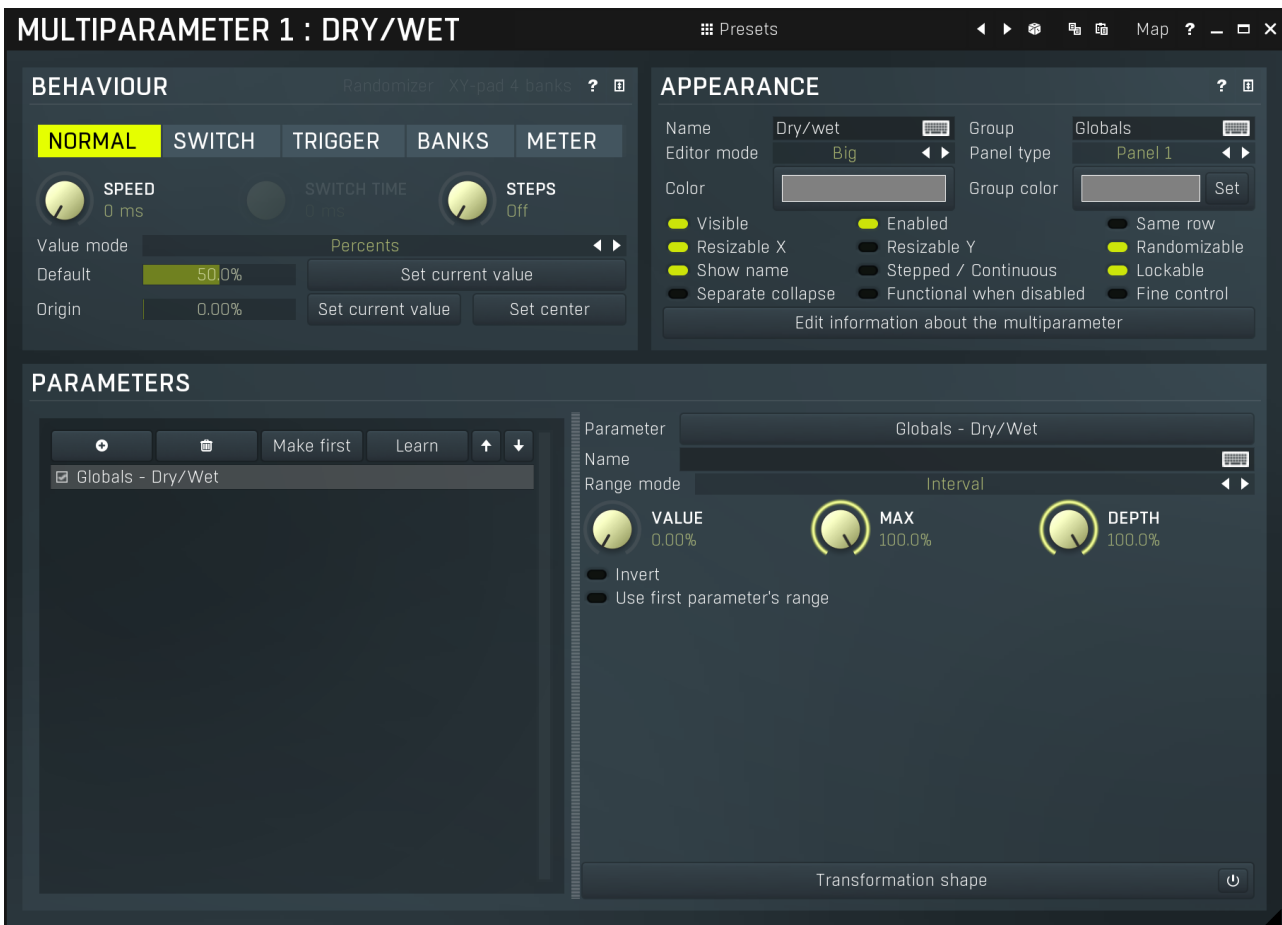 MULTIPARAMETER 1 : DRY/WET Presets Map ?
BEHAVIOUR Randomizer XY-pad 4 banks ?
NORMAL SWITCH TRIGGER BANKS METER
SPEED
0 ms
SWITCH TIME
0 ms
STEPS
Off
Value mode Percents
Default 50.0% Set current value
Origin 0.00% Set current value Set center
APPEARANCE ?
Name Dry/wet Group Globals
Editor mode Big Panel type Panel 1
Color Group color Set
Visible Enabled Same row
Resizable X Resizable Y Randomizable
Show name Stepped / Continuous Lockable
Separate collapse Functional when disabled Fine control
Edit information about the multiparameter
PARAMETERS
Make first Learn
Globals - Dry/Wet
Parameter Globals - Dry/Wet
Name
Range mode Interval
VALUE
0.00%
MAX
100.0%
DEPTH
100.0%
Invert
Use first parameter's range
Transformation shape